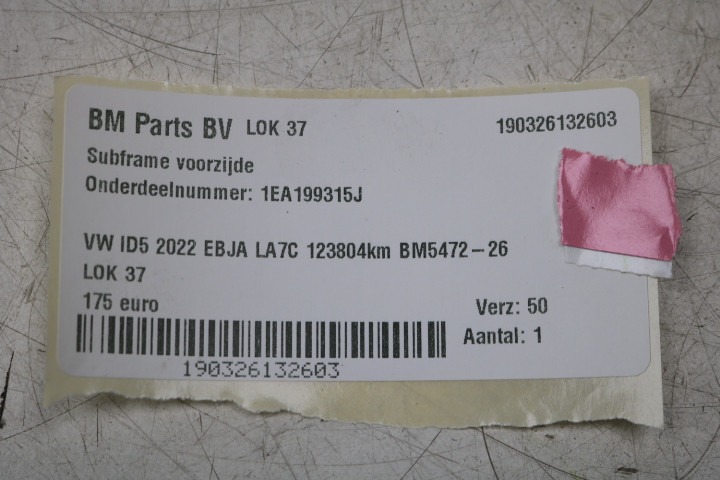 BM Parts BV LOK 37 190326132603
Subframe voorzijde
Onderdeelnummer: 1EA199315J
VW ID5 2022 EBJA LA7C 123804km BM5472-26
LOK 37
175 euro Verz: 50
Aantal: 1
190326132603